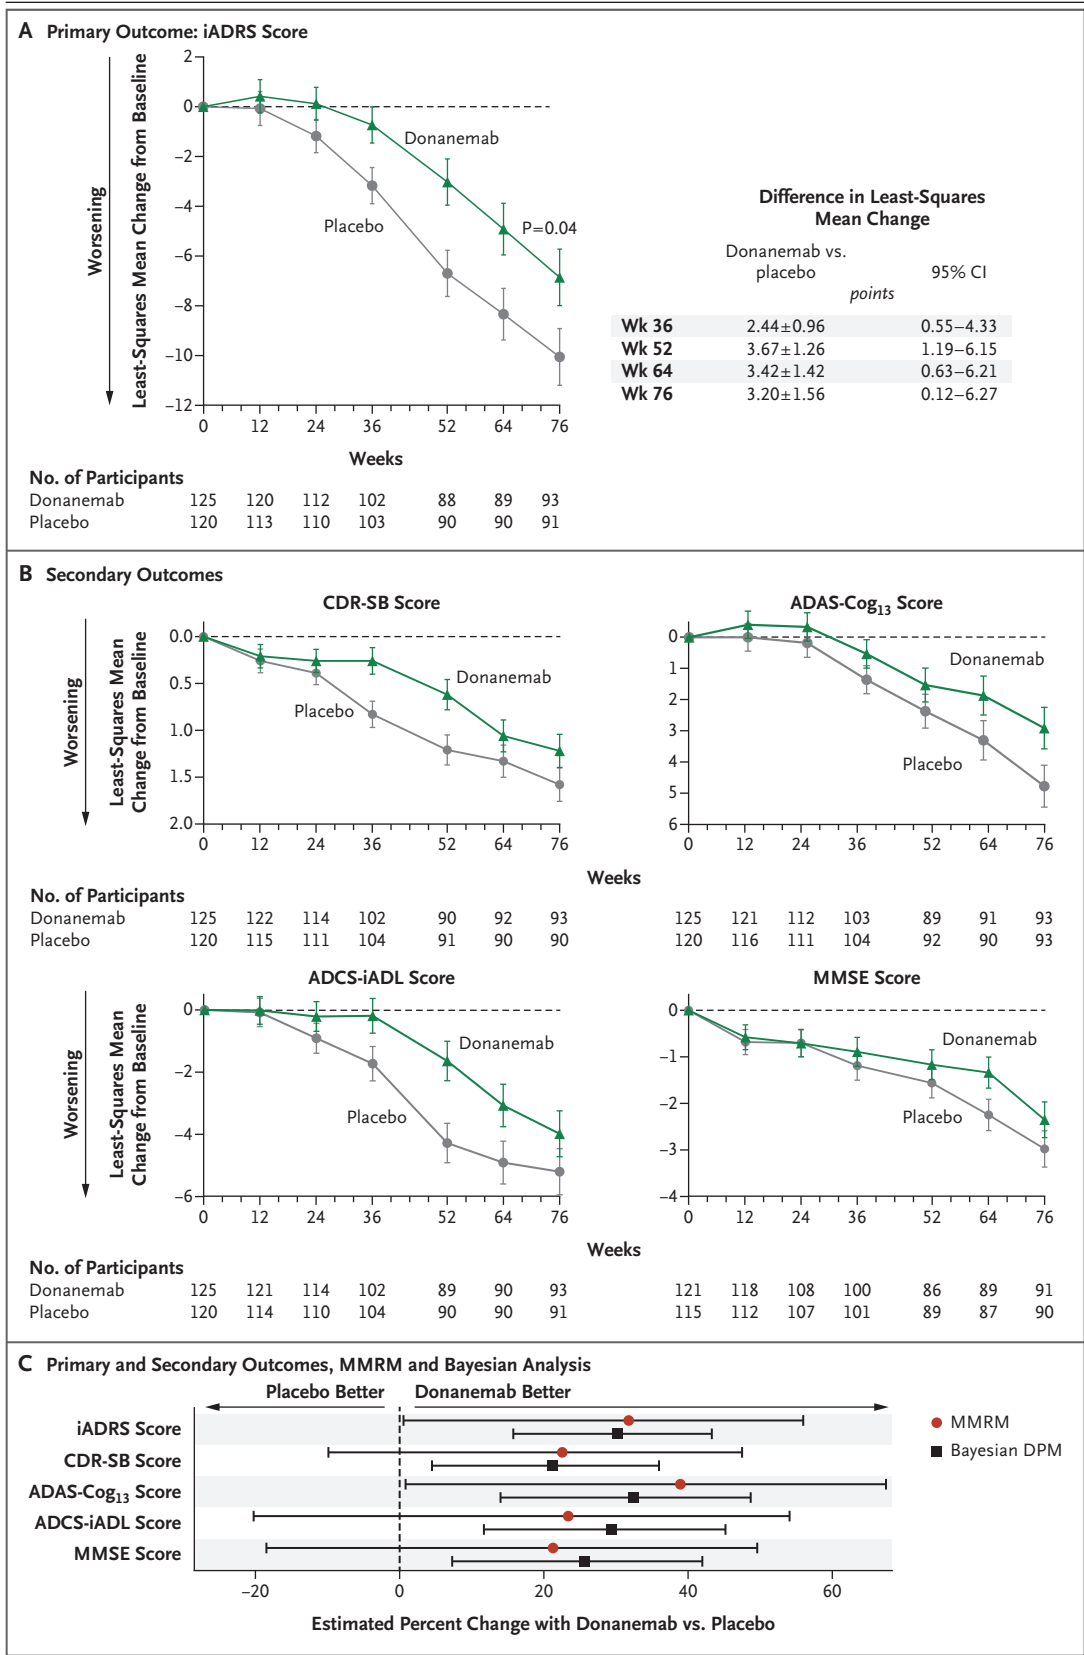 A Primary Outcome: iADRS Score
Worsening
Least-Squares Mean Change from Baseline
2
0
−2
−4
−6
−8
−10
−12
Donanemab
Placebo
P=0.04
0 12 24 36 52 64 76
Weeks
Difference in Least-Squares
Mean Change
Donanemab vs.
placebo 95% CI
points
Wk 36 2.44±0.96 0.55–4.33
Wk 52 3.67±1.26 1.19–6.15
Wk 64 3.42±1.42 0.63–6.21
Wk 76 3.20±1.56 0.12–6.27
No. of Participants
Donanemab 125 120 112 102 88 89 93
Placebo 120 113 110 103 90 90 91
B Secondary Outcomes
CDR-SB Score
Worsening
Least-Squares Mean
Change from Baseline
0.0
0.5
1.0
1.5
2.0
Donanemab
Placebo
0 12 24 36 52 64 76
ADAS-Cog13 Score
0
1
2
3
4
5
6
Donanemab
Placebo
0 12 24 36 52 64 76
Weeks
No. of Participants
Donanemab 125 122 114 102 90 92 93 125 121 112 103 89 91 93
Placebo 120 115 111 104 91 90 90 120 116 111 104 92 90 93
ADCS-iADL Score
Worsening
Least-Squares Mean
Change from Baseline
0
−2
−4
−6
Donanemab
Placebo
0 12 24 36 52 64 76
MMSE Score
0
−1
−2
−3
−4
Donanemab
Placebo
0 12 24 36 52 64 76
Weeks
No. of Participants
Donanemab 125 121 114 102 89 90 93 121 118 108 100 86 89 91
Placebo 120 114 110 104 90 90 91 115 112 107 101 89 87 90
C Primary and Secondary Outcomes, MMRM and Bayesian Analysis
Placebo Better Donanemab Better
iADRS Score
CDR-SB Score
ADAS-Cog13 Score
ADCS-iADL Score
MMSE Score
MMRM
Bayesian DPM
−20 0 20 40 60
Estimated Percent Change with Donanemab vs. Placebo